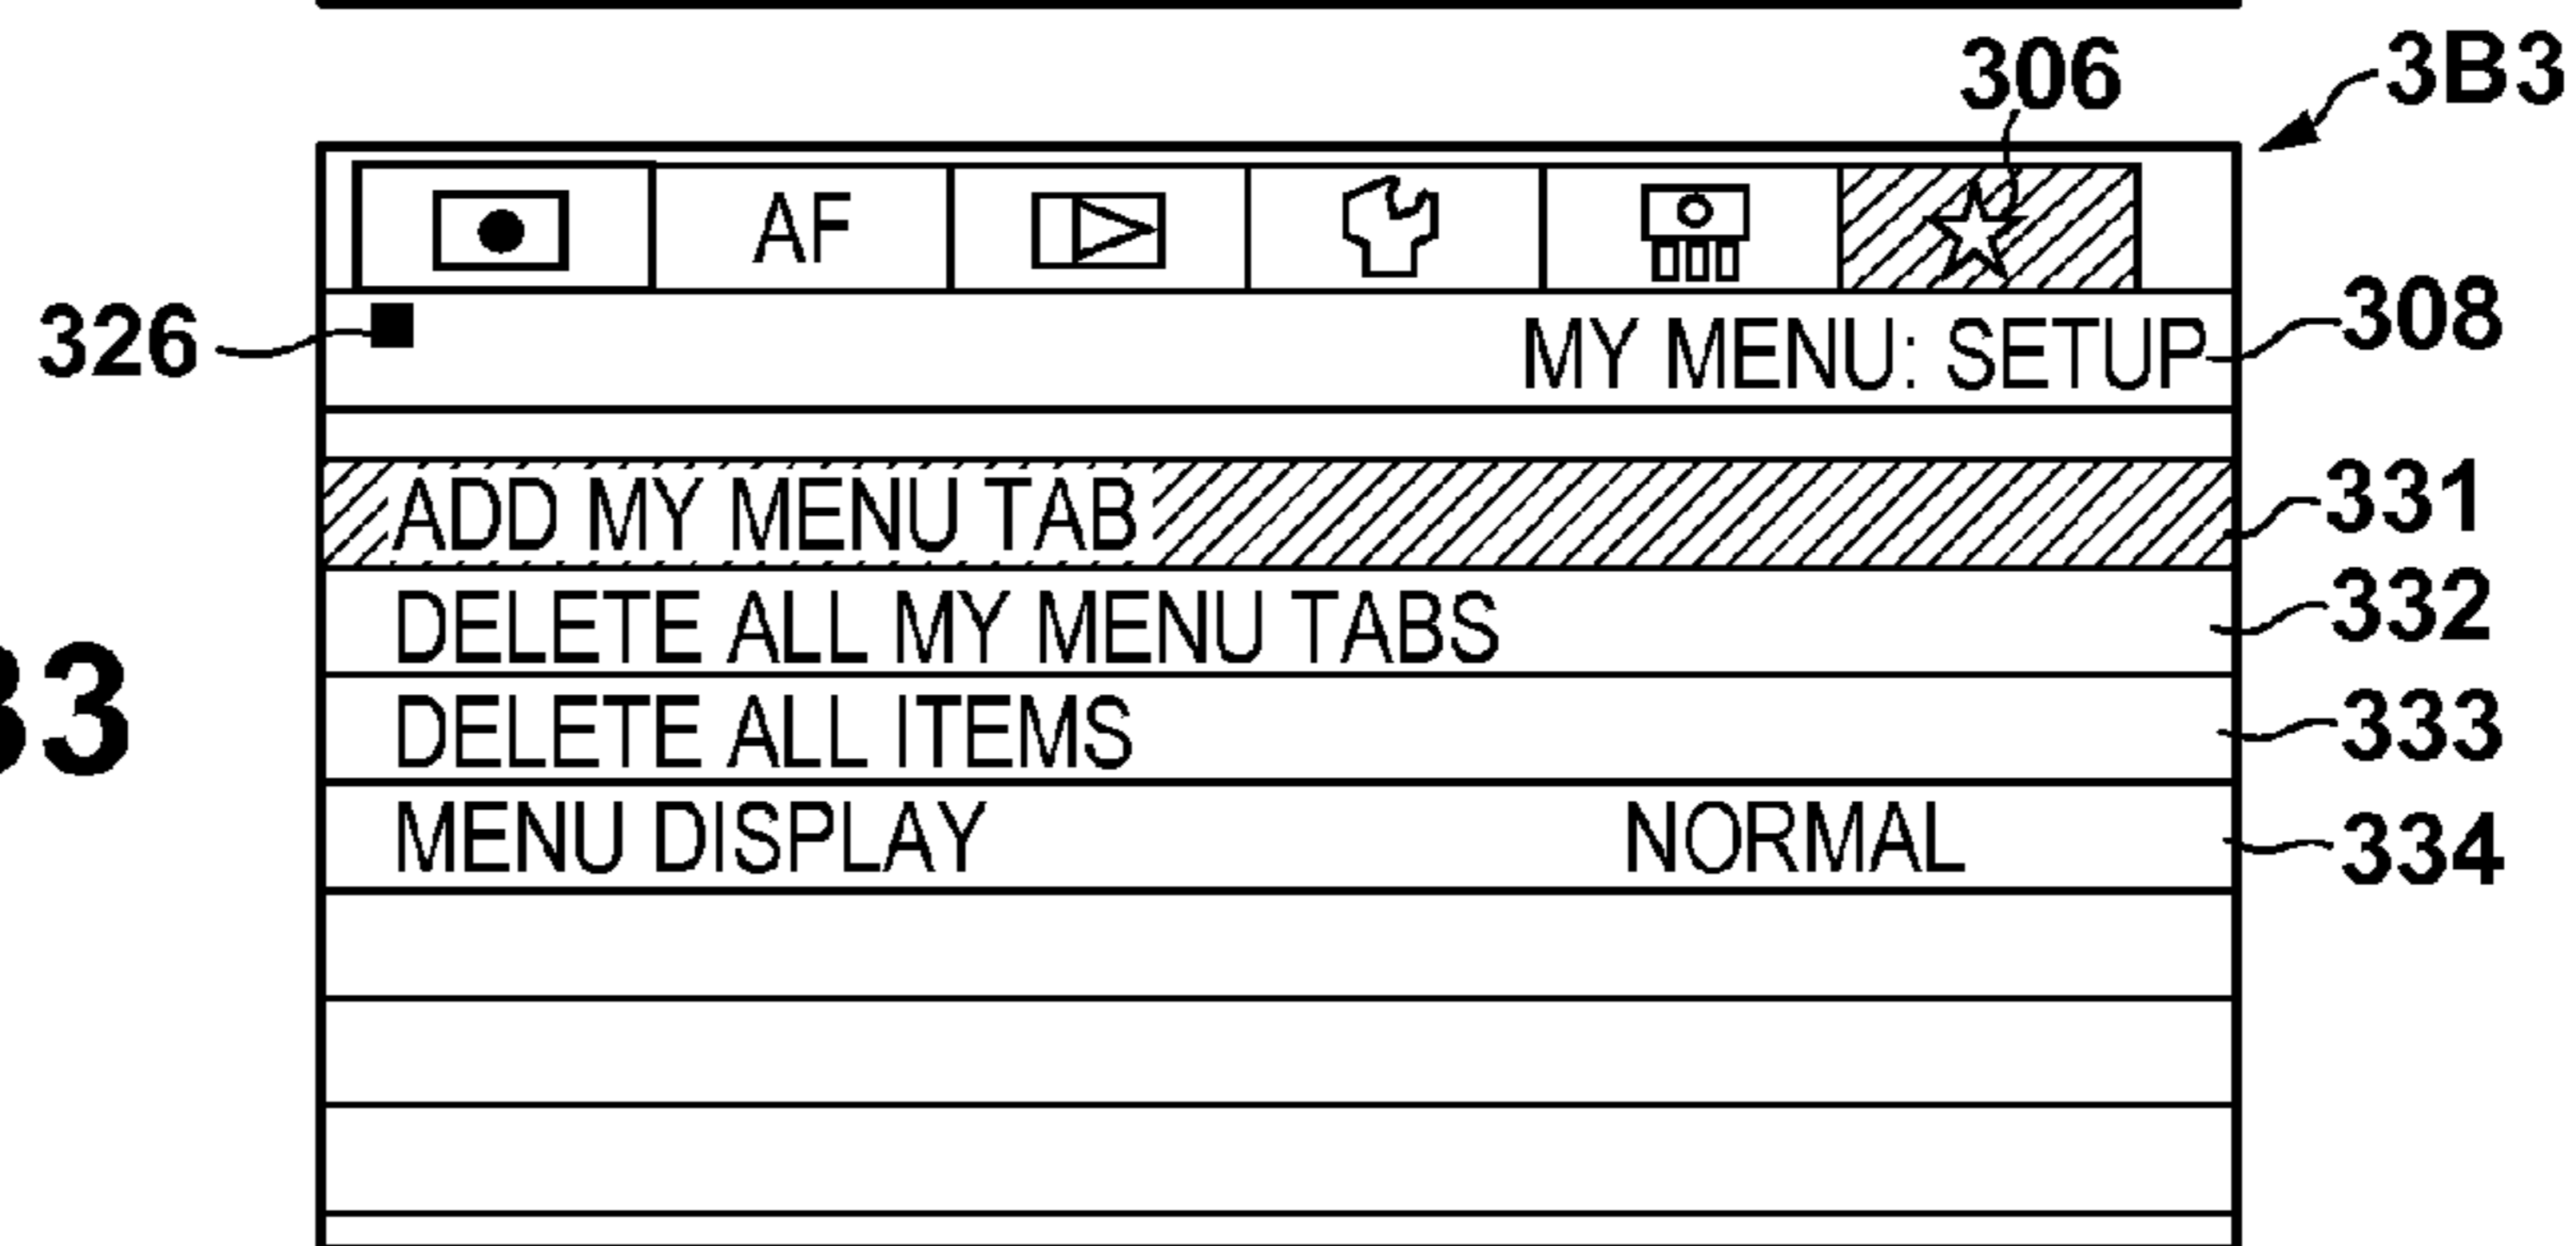 306
3B3
AF
326
MY MENU: SETUP
308
ADD MY MENU TAB
331
DELETE ALL MY MENU TABS
332
DELETE ALL ITEMS
333
MENU DISPLAY NORMAL
334